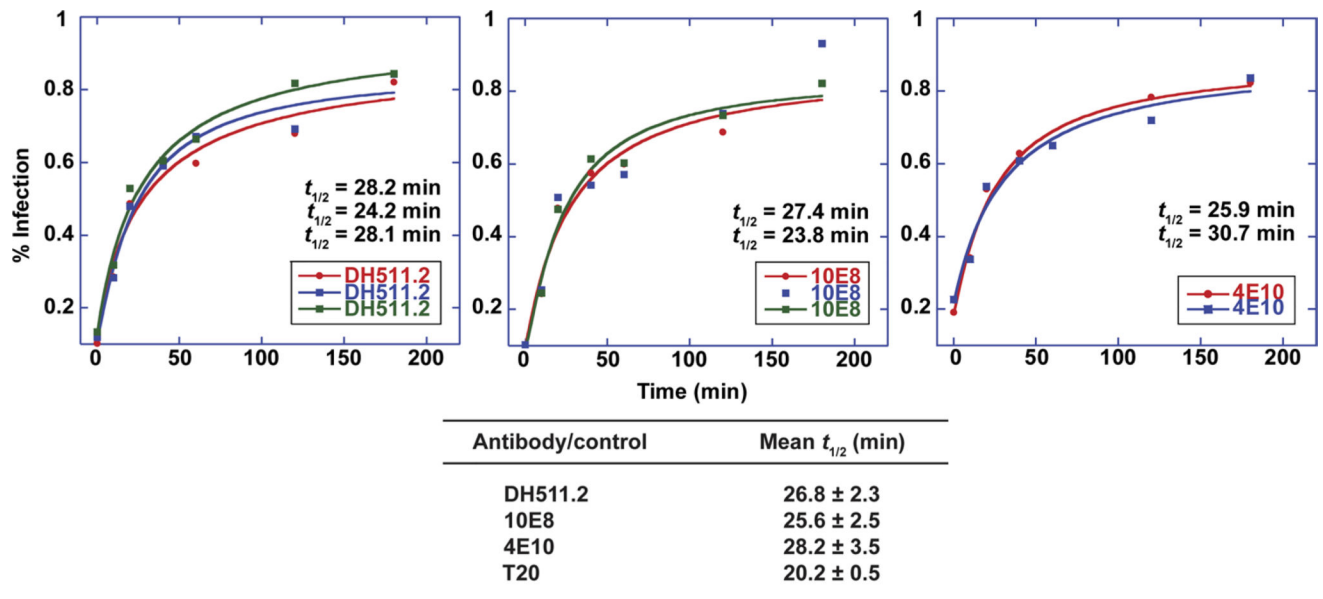 1
0.8
0.6
0.4
0.2
% Infection
t1/2 = 28.2 min
t1/2 = 24.2 min
t1/2 = 28.1 min
DH511.2
DH511.2
DH511.2
0 50 100 150 200
1
0.8
0.6
0.4
0.2
t1/2 = 27.4 min
t1/2 = 23.8 min
10E8
10E8
10E8
0 50 100 150 200
1
0.8
0.6
0.4
0.2
t1/2 = 25.9 min
t1/2 = 30.7 min
4E10
4E10
0 50 100 150 200
Time (min)
Antibody/control Mean t1/2 (min)
DH511.2 26.8 ± 2.3
10E8 25.6 ± 2.5
4E10 28.2 ± 3.5
T20 20.2 ± 0.5